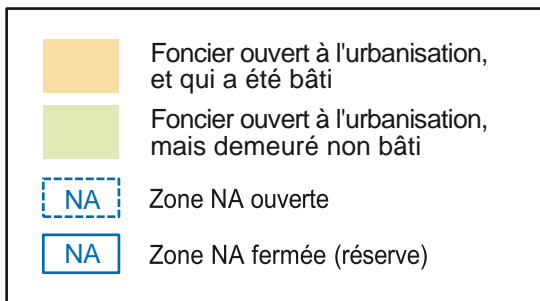 Foncier ouvert à l'urbanisation,
et qui a été bâti
Foncier ouvert à l'urbanisation,
mais demeuré non bâti
NA Zone NA ouverte
NA Zone NA fermée (réserve)